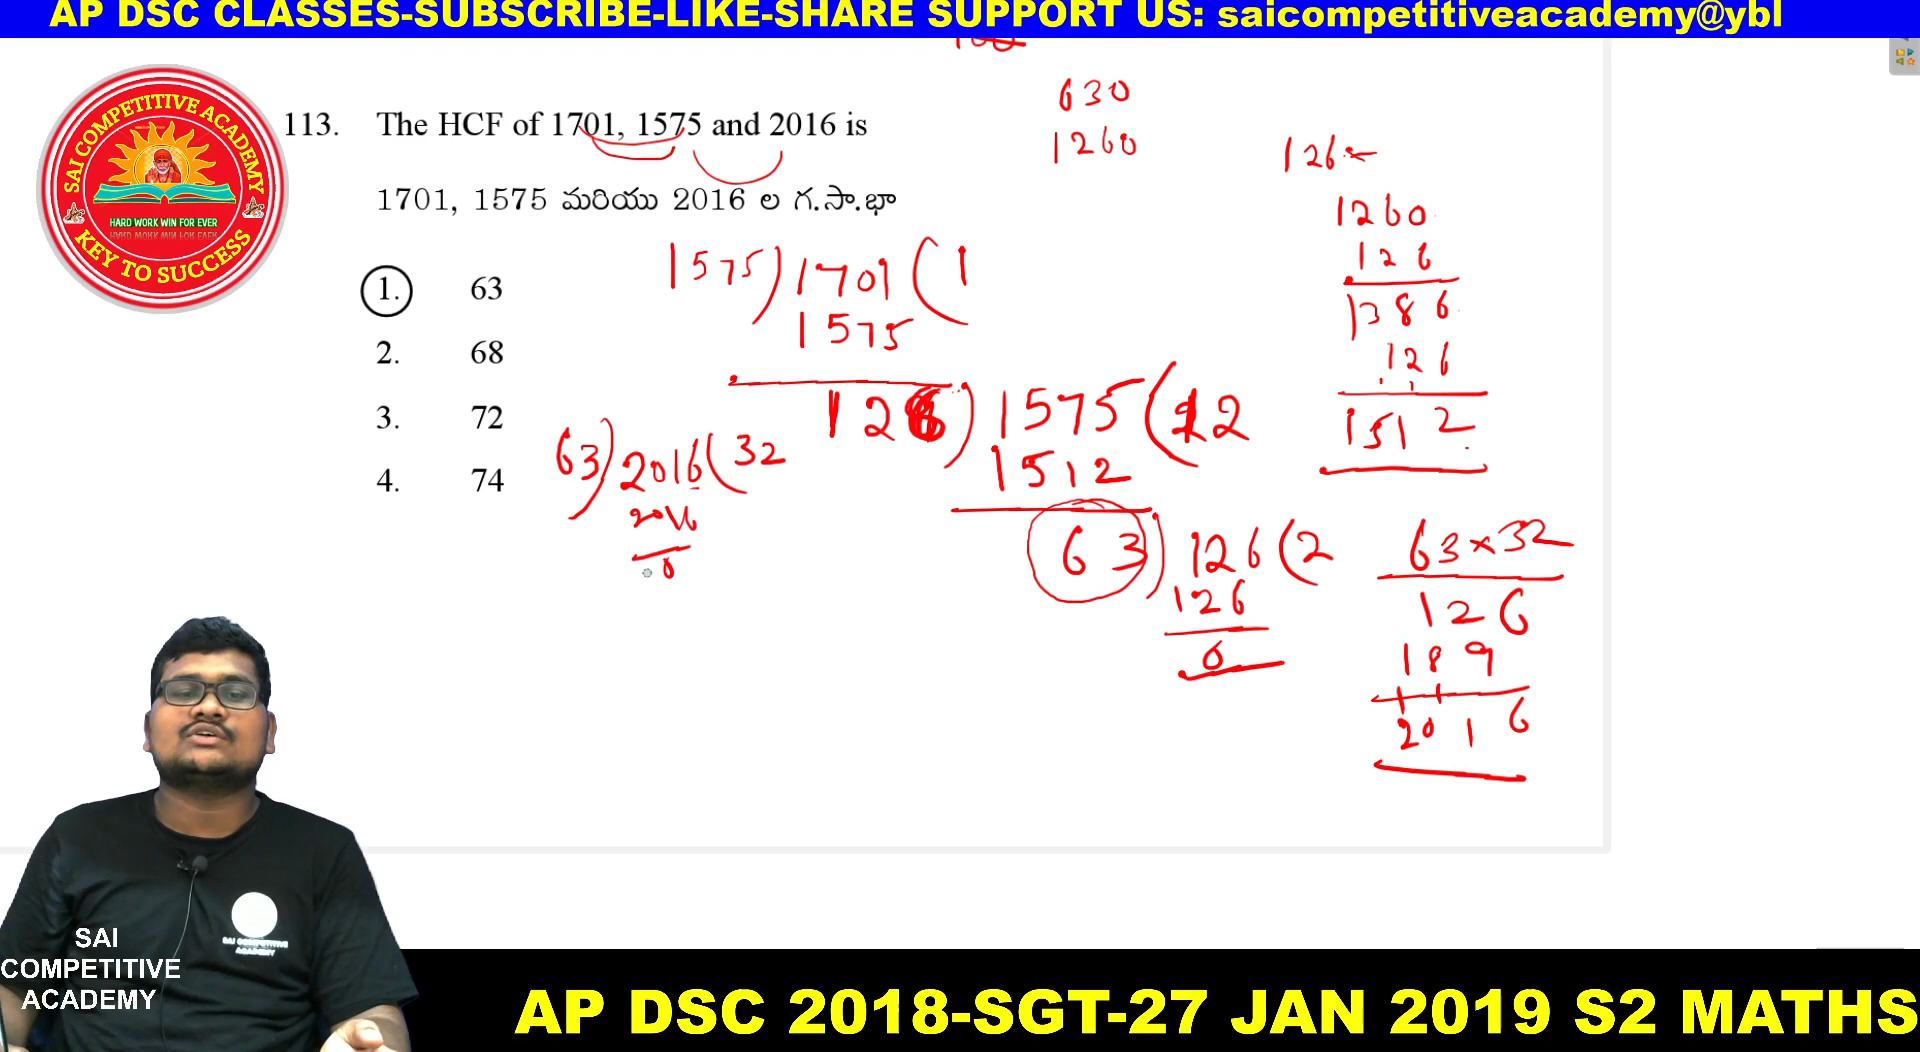 AP DSC CLASSES-SUBSCRIBE-LIKE-SHARE SUPPORT US: saicompetitiveacademy@ybl
SAI COMPETITIVE ACADEMY
HARD WORK WIN FOR EVER
KEY TO SUCCESS
113. The HCF of 1701, 1575 and 2016 is
1701, 1575 మరియు 2016 ల గ.సా.భా
1. 63
2. 68
3. 72
4. 74
630
1260
126
1260
126
1386
126
1512
1575) 1701 (1
1575
126) 1575 (12
1512
63) 126 (2
126
0
63) 2016 (32
2016
0
63 × 32
126
189
2016
SAI COMPETITIVE
ACADEMY
SAI
COMPETITIVE
ACADEMY
AP DSC 2018-SGT-27 JAN 2019 S2 MATHS